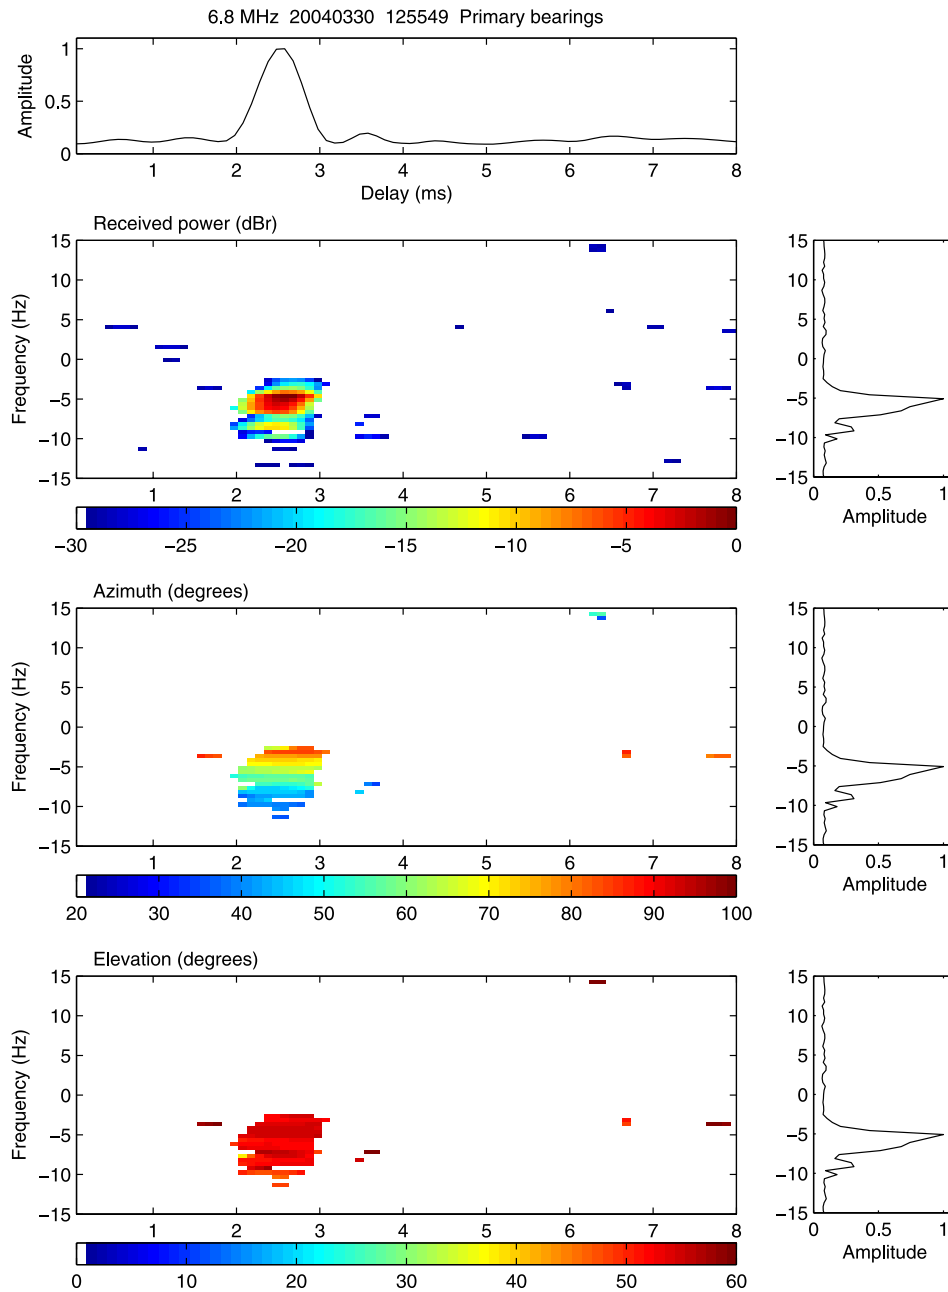 6.8 MHz 20040330 125549 Primary bearings
1
0.5
0
Amplitude
1 2 3 4 5 6 7 8
Delay (ms)
Received power (dBr)
15
10
5
0
−5
−10
−15
Frequency (Hz)
1 2 3 4 5 6 7 8
−30 −25 −20 −15 −10 −5 0
15
10
5
0
−5
−10
−15
0 0.5 1
Amplitude
Azimuth (degrees)
15
10
5
0
−5
−10
−15
Frequency (Hz)
1 2 3 4 5 6 7 8
20 30 40 50 60 70 80 90 100
15
10
5
0
−5
−10
−15
0 0.5 1
Amplitude
Elevation (degrees)
15
10
5
0
−5
−10
−15
Frequency (Hz)
1 2 3 4 5 6 7 8
0 10 20 30 40 50 60
15
10
5
0
−5
−10
−15
0 0.5 1
Amplitude